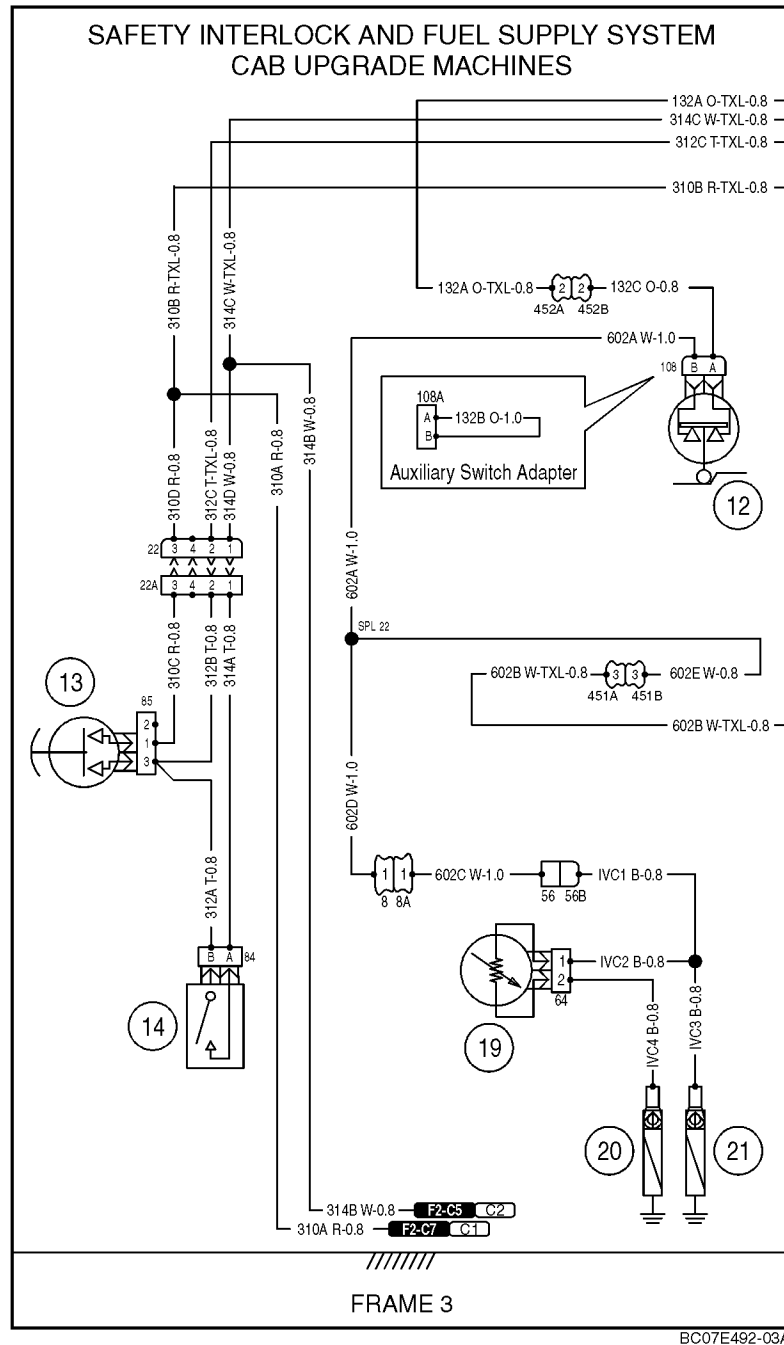 SAFETY INTERLOCK AND FUEL SUPPLY SYSTEM
CAB UPGRADE MACHINES
132A O-TXL-0.8
314C W-TXL-0.8
312C T-TXL-0.8
310B R-TXL-0.8
310B R-TXL-0.8
314C W-TXL-0.8
132A O-TXL-0.8
2 2
132C O-0.8
452A 452B
602A W-1.0
108
B A
108A
A
132B O-1.0
B
Auxiliary Switch Adapter
12
310D R-0.8
312C T-TXL-0.8
314D W-0.8
310A R-0.8
314B W-0.8
22
3 4 2 1
22A
3 4 2 1
602A W-1.0
SPL 22
310C R-0.8
312B T-0.8
314A T-0.8
602B W-TXL-0.8
3 3
602E W-0.8
451A 451B
602B W-TXL-0.8
13
85
2
1
3
602D W-1.0
312A T-0.8
1 1
602C W-1.0
8 8A
56 56B
IVC1 B-0.8
B A
84
14
1
IVC2 B-0.8
2
64
19
IVC4 B-0.8
IVC3 B-0.8
20
21
314B W-0.8
F2-C5
C2
310A R-0.8
F2-C7
C1
FRAME 3
BC07E492-03A